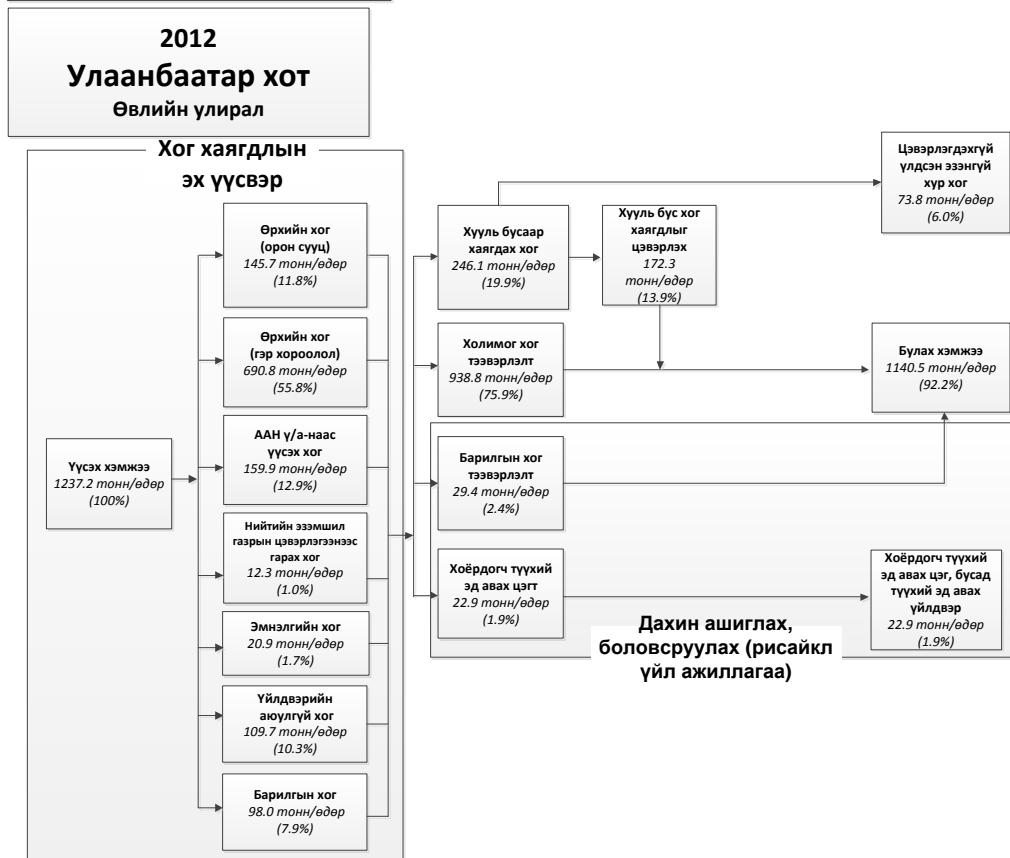 2012
Улаанбаатар хот
Өвлийн улирал
Хог хаягдлын
эх үүсвэр
Үүсэх хэмжээ
1237.2 тонн/өдөр
(100%)
Өрхийн хог
(орон сууц)
145.7 тонн/өдөр
(11.8%)
Өрхийн хог
(гэр хороолол)
690.8 тонн/өдөр
(55.8%)
ААН ү/а-наас
үүсэх хог
159.9 тонн/өдөр
(12.9%)
Нийтийн эзэмшил
газрын цэвэрлэгээнээс
гарах хог
12.3 тонн/өдөр
(1.0%)
Эмнэлгийн хог
20.9 тонн/өдөр
(1.7%)
Үйлдвэрийн
аюулгүй хог
109.7 тонн/өдөр
(10.3%)
Барилгын хог
98.0 тонн/өдөр
(7.9%)
Хууль бусаар
хаягдах хог
246.1 тонн/өдөр
(19.9%)
Хууль бус хог
хаягдлыг
цэвэрлэх
172.3
тонн/өдөр
(13.9%)
Цэвэрлэгдэхгүй
үлдсэн эзэнгүй
хур хог
73.8 тонн/өдөр
(6.0%)
Холимог хог
тээвэрлэлт
938.8 тонн/өдөр
(75.9%)
Булах хэмжээ
1140.5 тонн/өдөр
(92.2%)
Барилгын хог
тээвэрлэлт
29.4 тонн/өдөр
(2.4%)
Хоёрдогч түүхий
эд авах цэгт
22.9 тонн/өдөр
(1.9%)
Хоёрдогч түүхий
эд авах цэг, бусад
түүхий эд авах
үйлдвэр
22.9 тонн/өдөр
(1.9%)
Дахин ашиглах,
боловсруулах (рисайкл
үйл ажиллагаа)